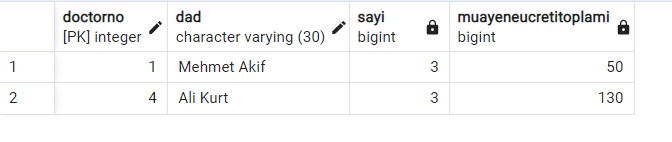 doctorno dad sayi muayeneucretitoplami
[PK] integer character varying (30) bigint bigint
1 1 Mehmet Akif 3 50
2 4 Ali Kurt 3 130